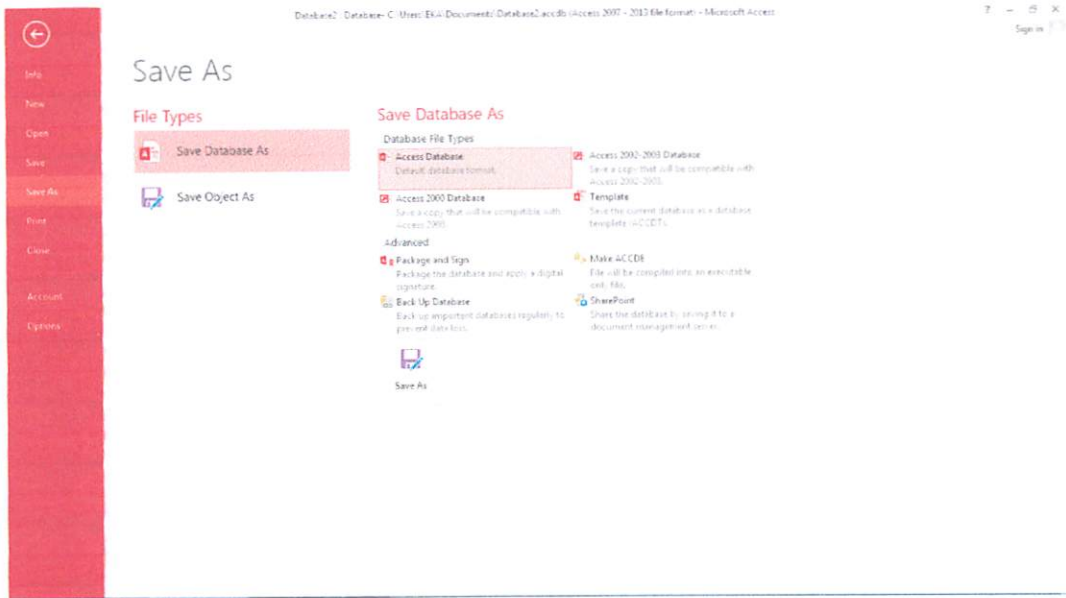 Database2 : Database- C:\Users\EKA\Documents\Database2.accdb (Access 2007 - 2013 file format) - Microsoft Access
?
Sign in
Info
New
Open
Save
Save As
Print
Close
Account
Options
Save As
File Types
Save Database As
Save Object As
Save Database As
Database File Types
Access Database
Default database format.
Access 2002-2003 Database
Save a copy that will be compatible with
Access 2002-2003.
Access 2000 Database
Save a copy that will be compatible with
Access 2000.
Template
Save the current database as a database
template (ACCDT).
Advanced
Package and Sign
Package the database and apply a digital
signature.
Make ACCDE
File will be compiled into an executable
only file.
Back Up Database
Back up important databases regularly to
prevent data loss.
SharePoint
Share the database by saving it to a
document management server.
Save As